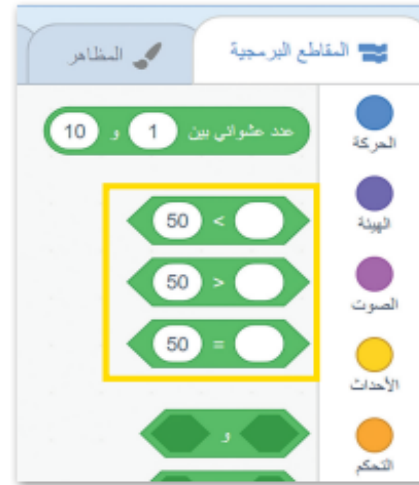 المقاطع البرمجية
المظاهر
الحركة
الهيئة
الصوت
الأحداث
التحكم
عدد عشوائي بين 1 و 10
50 <
50 >
50 =
و